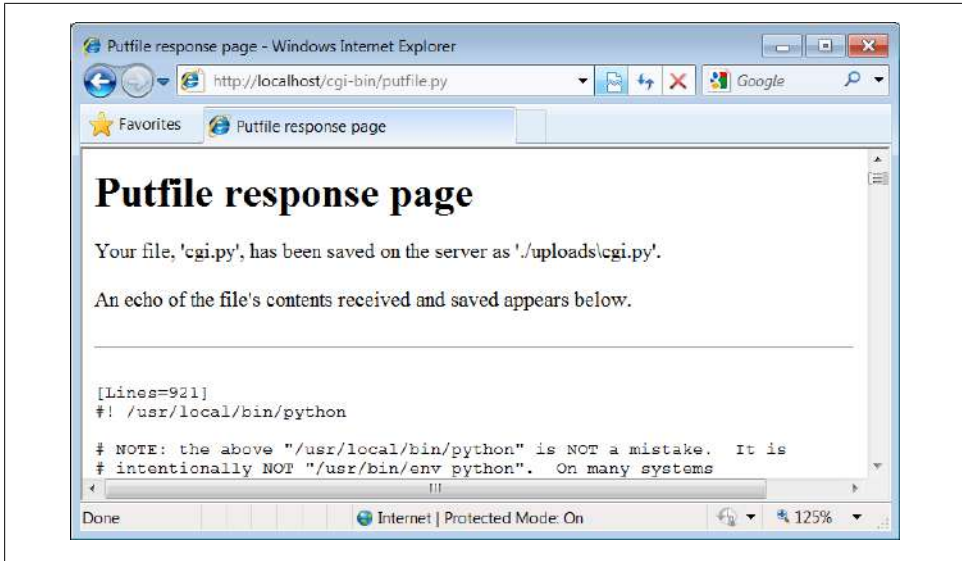 Putfile response page - Windows Internet Explorer
http://localhost/cgi-bin/putfile.py
Google
Favorites
Putfile response page
Putfile response page
Your file, 'cgi.py', has been saved on the server as './uploads\cgi.py'.
An echo of the file's contents received and saved appears below.
[Lines=921]
#! /usr/local/bin/python
# NOTE: the above "/usr/local/bin/python" is NOT a mistake.  It is
# intentionally NOT "/usr/bin/env python".  On many systems
Done
Internet | Protected Mode: On
125%